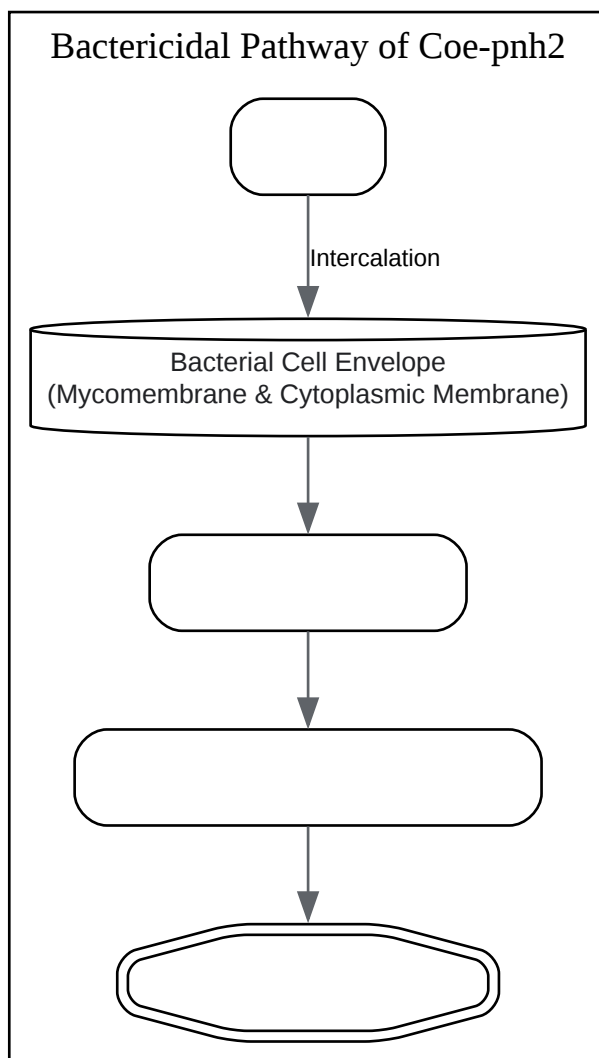 Bactericidal Pathway of Coe-pnh2
Intercalation
Bacterial Cell Envelope
(Mycomembrane & Cytoplasmic Membrane)